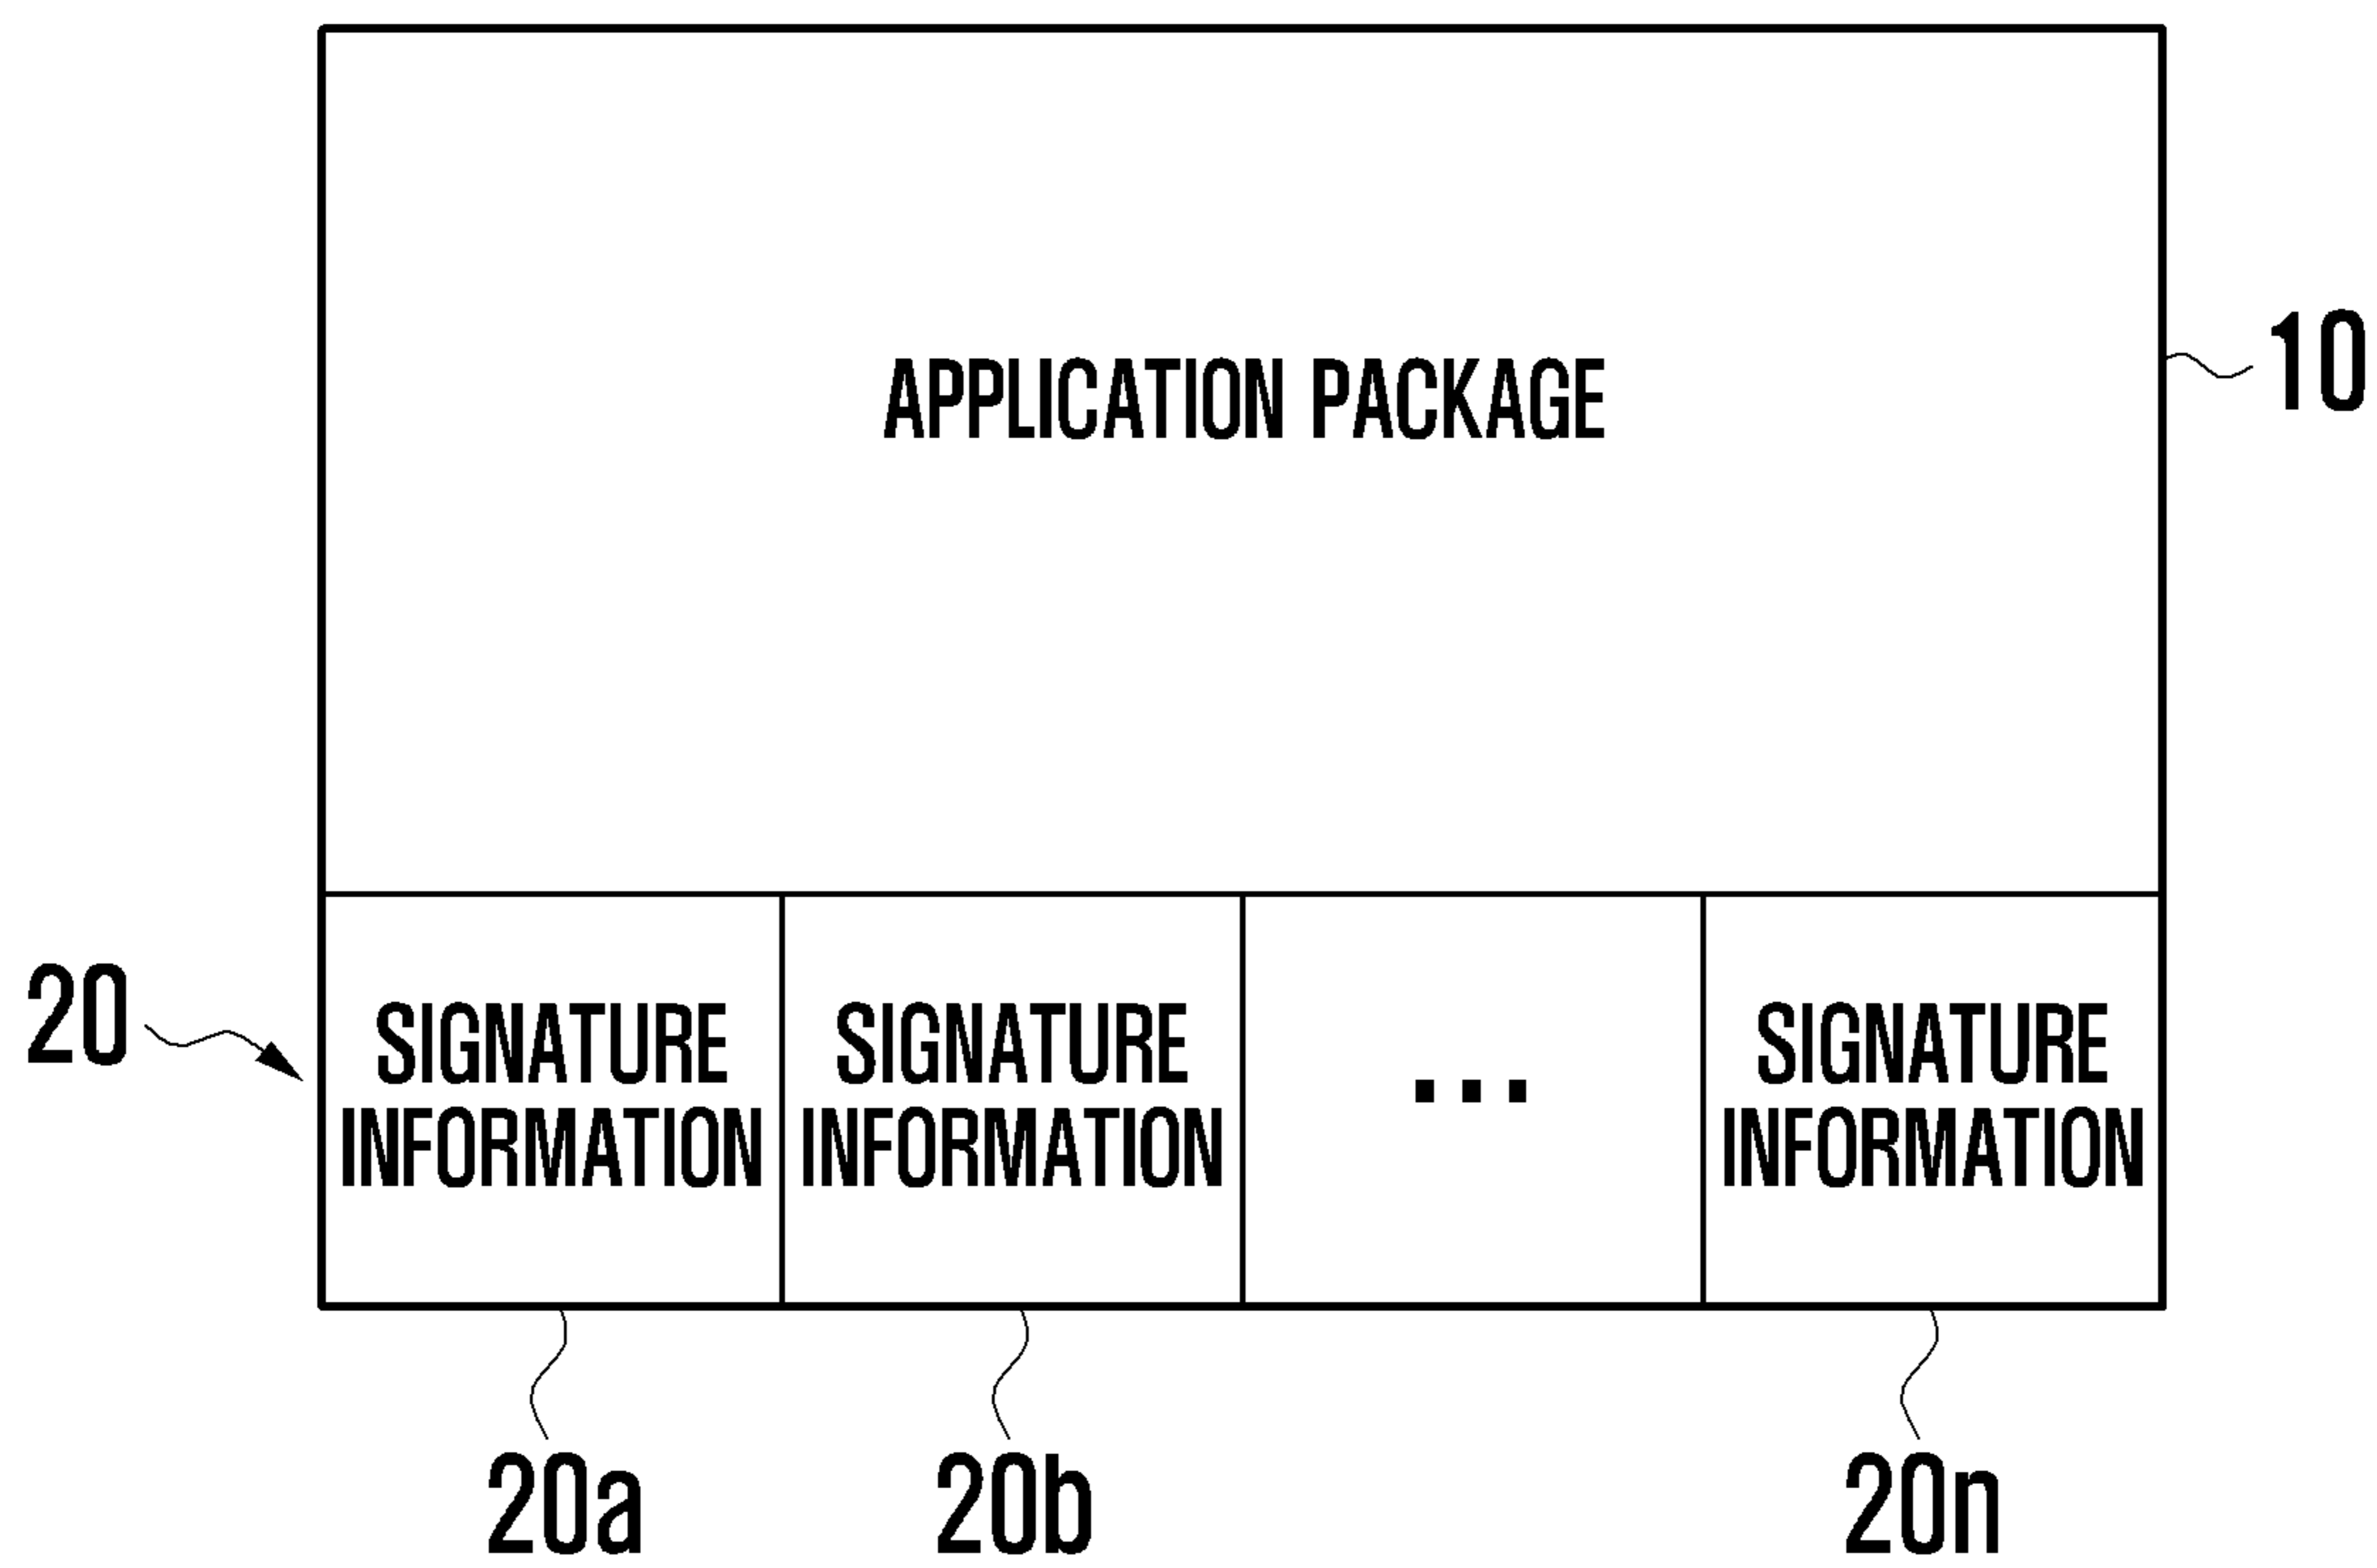 APPLICATION PACKAGE
10
20
SIGNATURE
INFORMATION
SIGNATURE
INFORMATION
...
SIGNATURE
INFORMATION
20a
20b
20n